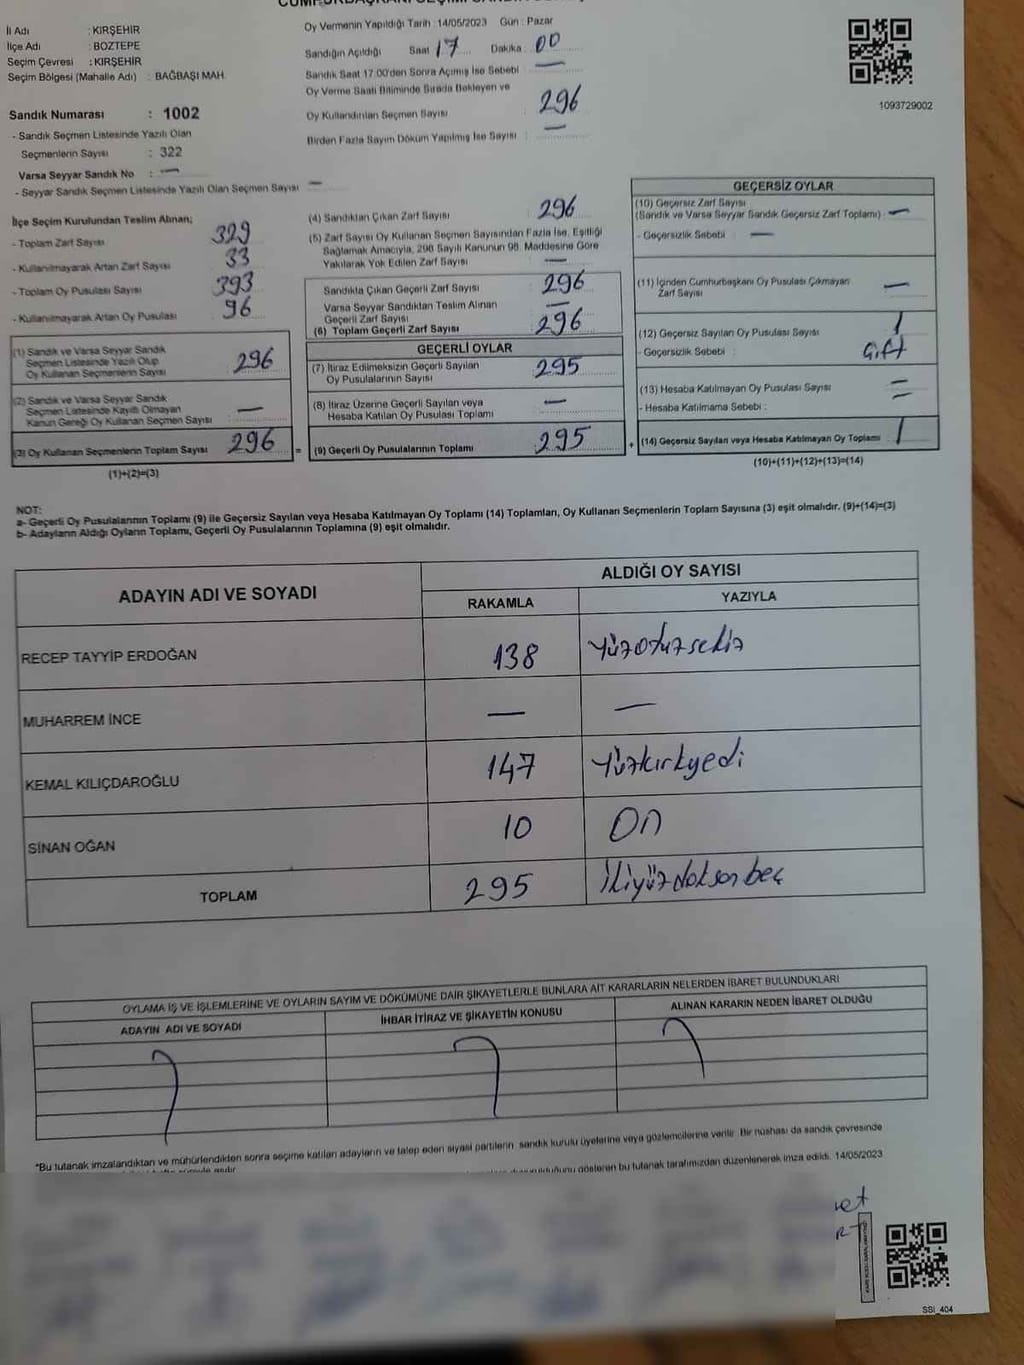 İl Adı : KIRŞEHİR
İlçe Adı : BOZTEPE
Seçim Çevresi : KIRŞEHİR
Seçim Bölgesi (Mahalle Adı) : BAĞBAŞI MAH.
Oy Vermenin Yapıldığı Tarih : 14/05/2023 Gün : Pazar
Sandığın Açıldığı Saat 17 Dakika : 00
Sandık Saat 17:00'den Sonra Açımış İse Sebebi : —
Oy Verme Saati Bitiminde Sırada Bekleyen ve
Oy Kullandırılan Seçmen Sayısı : 296
Birden Fazla Sayım Döküm Yapılmış İse Sayısı : —
1093729002
Sandık Numarası : 1002
- Sandık Seçmen Listesinde Yazılı Olan
Seçmenlerin Sayısı : 322
Varsa Seyyar Sandık No : —
- Seyyar Sandık Seçmen Listesinde Yazılı Olan Seçmen Sayısı —
İlçe Seçim Kurulundan Teslim Alınan;
- Toplam Zarf Sayısı 329
- Kullanılmayarak Artan Zarf Sayısı 33
- Toplam Oy Pusulası Sayısı 393
- Kullanılmayarak Artan Oy Pusulası 96
(1) Sandık ve Varsa Seyyar Sandık
Seçmen Listesinde Yazılı Olup
Oy Kullanan Seçmenlerin Sayısı 296
(2) Sandık ve Varsa Seyyar Sandık
Seçmen Listesinde Kayıtlı Olmayan
Kanun Gereği Oy Kullanan Seçmen Sayısı —
(3) Oy Kullanan Seçmenlerin Toplam Sayısı 296 =
(1)+(2)=(3)
(4) Sandıktan Çıkan Zarf Sayısı 296
(5) Zarf Sayısı Oy Kullanan Seçmen Sayısından Fazla İse, Eşitliği
Sağlamak Amacıyla, 298 Sayılı Kanunun 98. Maddesine Göre
Yakılarak Yok Edilen Zarf Sayısı —
Sandıkta Çıkan Geçerli Zarf Sayısı 296
Varsa Seyyar Sandıktan Teslim Alınan
Geçerli Zarf Sayısı —
(6) Toplam Geçerli Zarf Sayısı 296
GEÇERLİ OYLAR
(7) İtiraz Edilmeksizin Geçerli Sayılan
Oy Pusulalarının Sayısı 295
(8) İtiraz Üzerine Geçerli Sayılan veya
Hesaba Katılan Oy Pusulası Toplamı —
(9) Geçerli Oy Pusulalarının Toplamı 295 +
GEÇERSİZ OYLAR
(10) Geçersiz Zarf Sayısı
(Sandık ve Varsa Seyyar Sandık Geçersiz Zarf Toplamı) : —
- Geçersizlik Sebebi : —
(11) İçinden Cumhurbaşkanı Oy Pusulası Çıkmayan
Zarf Sayısı —
(12) Geçersiz Sayılan Oy Pusulası Sayısı 1
- Geçersizlik Sebebi : Çift
(13) Hesaba Katılmayan Oy Pusulası Sayısı —
- Hesaba Katılmama Sebebi : —
(14) Geçersiz Sayılan veya Hesaba Katılmayan Oy Toplamı 1
(10)+(11)+(12)+(13)=(14)
NOT:
a- Geçerli Oy Pusulalarının Toplamı (9) ile Geçersiz Sayılan veya Hesaba Katılmayan Oy Toplamı (14) Toplamları, Oy Kullanan Seçmenlerin Toplam Sayısına (3) eşit olmalıdır. (9)+(14)=(3)
b- Adayların Aldığı Oyların Toplamı, Geçerli Oy Pusulalarının Toplamına (9) eşit olmalıdır.
ADAYIN ADI VE SOYADI
ALDIĞI OY SAYISI
RAKAMLA YAZIYLA
RECEP TAYYİP ERDOĞAN 138 yüzotuzsekiz
MUHARREM İNCE — —
KEMAL KILIÇDAROĞLU 147 yüzkırkyedi
SİNAN OĞAN 10 On
TOPLAM 295 ikiyüzdoksanbeş
OYLAMA İŞ VE İŞLEMLERİNE VE OYLARIN SAYIM VE DÖKÜMÜNE DAİR ŞİKAYETLERLE BUNLARA AİT KARARLARIN NELERDEN İBARET BULUNDUKLARI
ADAYIN ADI VE SOYADI İHBAR İTİRAZ VE ŞİKAYETİN KONUSU ALINAN KARARIN NEDEN İBARET OLDUĞU
*Bu tutanak imzalandıktan ve mühürlendikten sonra seçime katılan adayların ve talep eden siyasi partilerin, sandık kurulu üyelerine veya gözlemcilerine verilir. Bir nüshası da sandık çevresinde
gösteren bu tutanak tarafımızdan düzenlenerek imza edildi. 14/05/2023
SSI_404